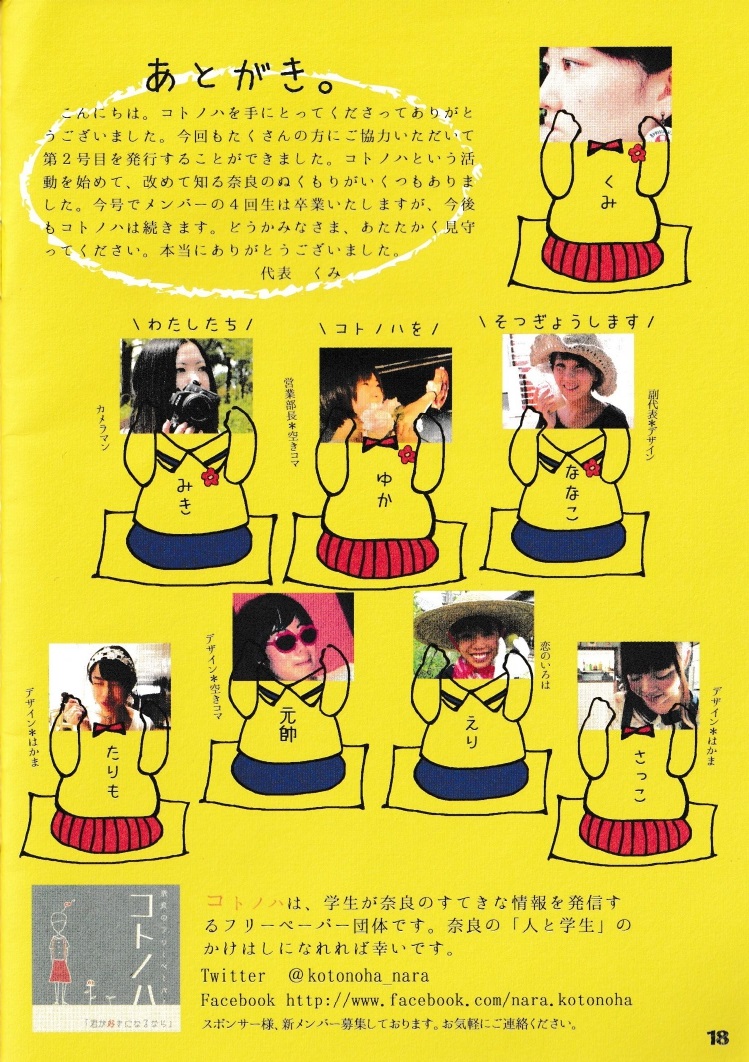 あとがき。
こんにちは。コトノハを手にとってくださってありがと
うございました。今回もたくさんの方にご協力いただいて
第2号目を発行することができました。コトノハという活
動を始めて、改めて知る奈良のぬくもりがいくつもありま
した。今号でメンバーの4回生は卒業いたしますが、今後
もコトノハは続きます。どうかみなさま、あたたかく見守
ってください。本当にありがとうございました。
代表 くみ
くみ
\わたしたち/
\コトノハを/
\そつぎょうします/
カメラマン
みき
営業部長*空きコマ
ゆか
副代表*デザイン
ななこ
デザイン*はかま
たりも
デザイン*空きコマ
元帥
恋のいろは
えり
デザイン*はかま
さっこ
コトノハ
コトノハは、学生が奈良のすてきな情報を発信す
るフリーペーパー団体です。奈良の「人と学生」の
かけはしになれれば幸いです。
Twitter @kotonoha_nara
Facebook http://www.facebook.com/nara.kotonoha
スポンサー様、新メンバー募集しております。お気軽にご連絡ください。
18